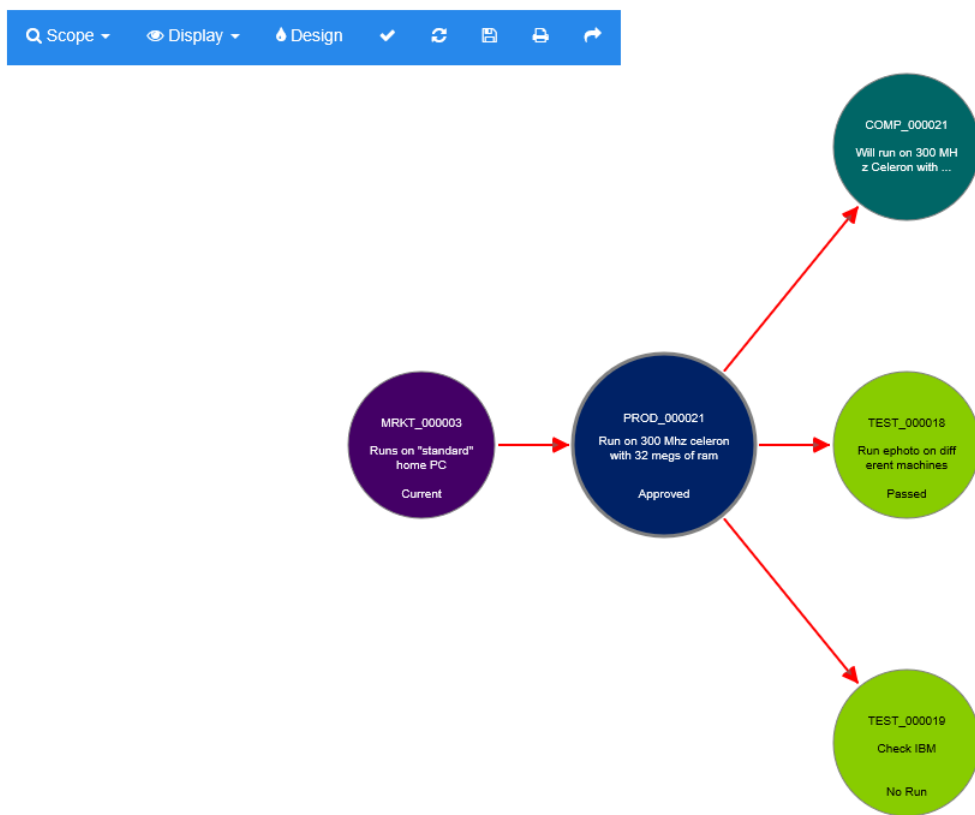 Scope Display Design
COMP_000021
Will run on 300 MH
z Celeron with ...
MRKT_000003
Runs on "standard"
home PC
Current
PROD_000021
Run on 300 Mhz celeron
with 32 megs of ram
Approved
TEST_000018
Run ephoto on diff
erent machines
Passed
TEST_000019
Check IBM
No Run